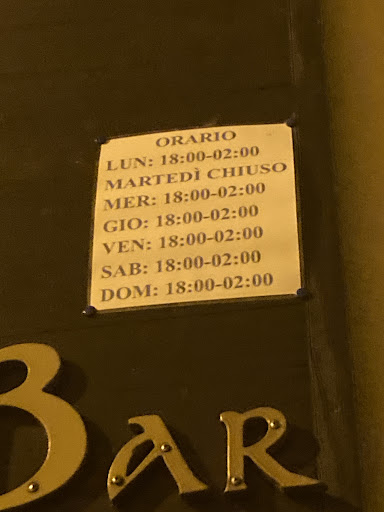 ORARIO
LUN: 18:00-02:00
MARTEDÌ CHIUSO
MER: 18:00-02:00
GIO: 18:00-02:00
VEN: 18:00-02:00
SAB: 18:00-02:00
DOM: 18:00-02:00
BAR